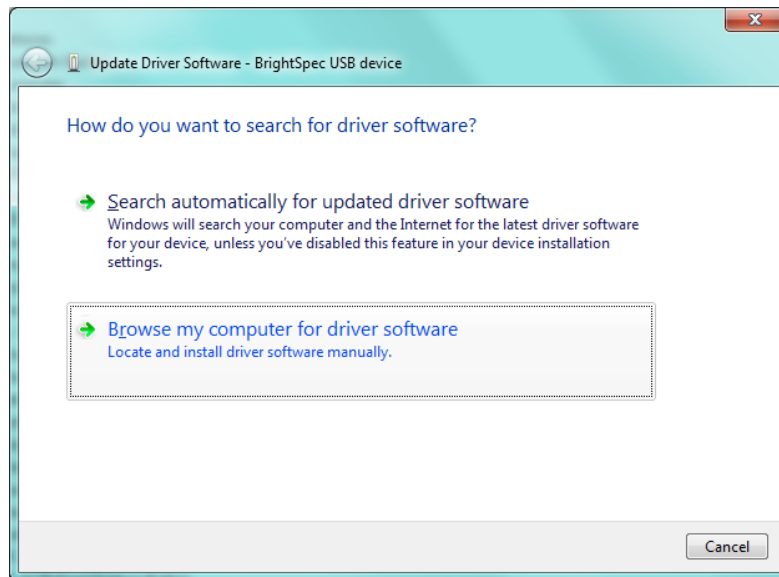 Update Driver Software - BrightSpec USB device
How do you want to search for driver software?
Search automatically for updated driver software
Windows will search your computer and the Internet for the latest driver software
for your device, unless you've disabled this feature in your device installation
settings.
Browse my computer for driver software
Locate and install driver software manually.
Cancel